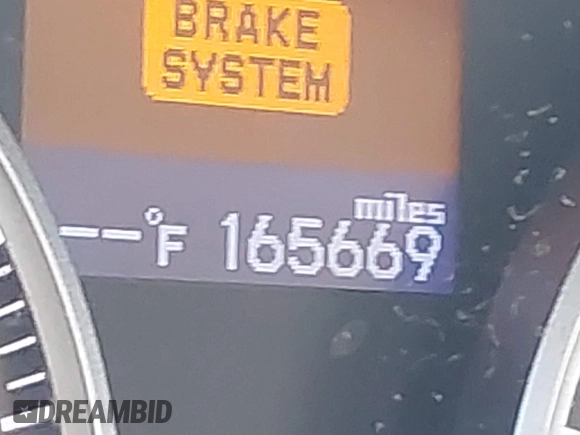 BRAKE
SYSTEM
miles
--°F 165669
DREAMBID